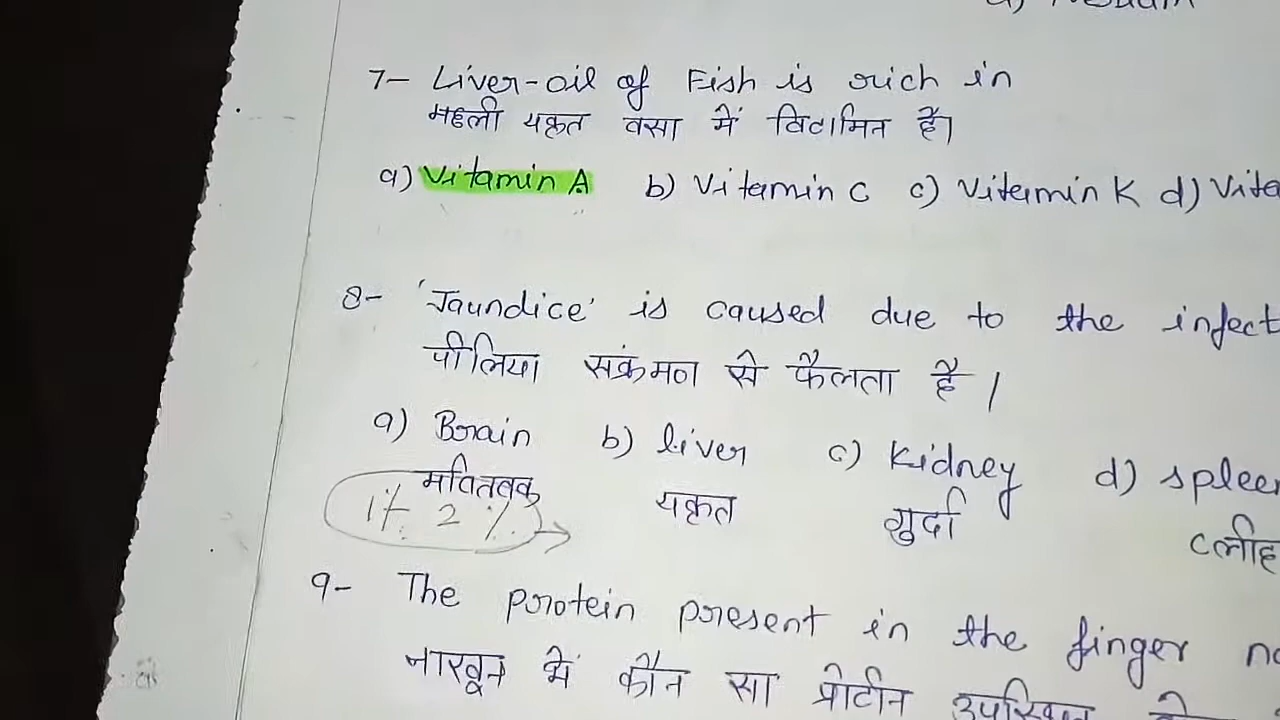 7- Liver-oil of Fish is rich in
मछली यकृत वसा में विटामिन है।
a) Vitamin A b) Vitamin C c) Vitamin K d) Vita
8- 'Jaundice' is caused due to the infect
पीलिया संक्रमण से फैलता है।
a) Brain b) liver c) Kidney d) spleen
यकृत गुर्दा
1% 2%
9- The protein present in the finger na
नाखून में कौन सा प्रोटीन